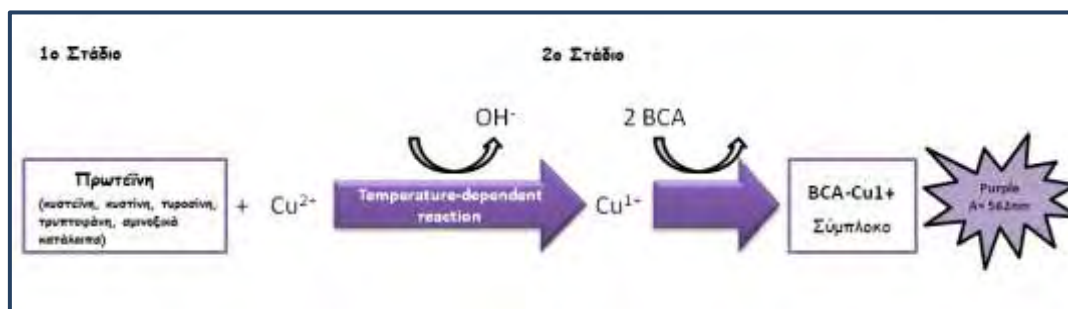 1ο Στάδιο
2ο Στάδιο
OH-
2 BCA
Πρωτεΐνη
(κυστεΐνη, κυστίνη, τυροσίνη,
τρυπτοφάνη, αμινοξικά
κατάλοιπα)
+ Cu2+
Temperature-dependent
reaction
Cu1+
BCA-Cu1+
Σύμπλοκο
Purple
A= 562nm